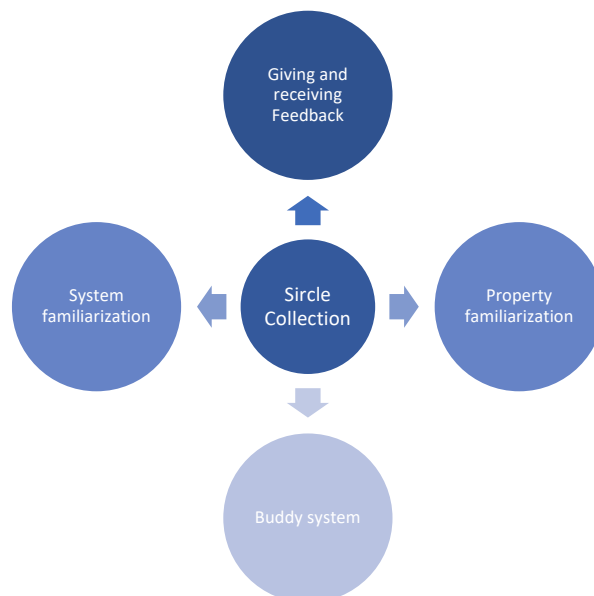 Giving and
receiving
Feedback
System
familiarization
Sircle
Collection
Property
familiarization
Buddy system